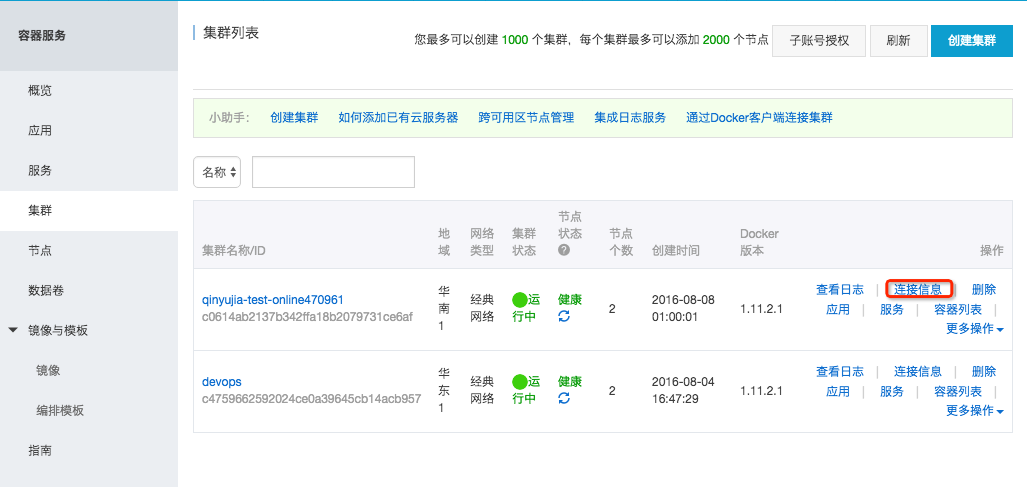 容器服务
概览
应用
服务
集群
节点
数据卷
镜像与模板
镜像
编排模板
指南
集群列表
您最多可以创建 1000 个集群，每个集群最多可以添加 2000 个节点
子账号授权
刷新
创建集群
小助手： 创建集群 如何添加已有云服务器 跨可用区节点管理 集成日志服务 通过Docker客户端连接集群
名称
集群名称/ID
地域
网络类型
集群状态
节点状态
节点个数
创建时间
Docker版本
操作
qinyujia-test-online470961
c0614ab2137b342ffa18b2079731ce6af
华南1
经典网络
运行中
健康
2
2016-08-08
01:00:01
1.11.2.1
查看日志 | 连接信息 | 删除
应用 | 服务 | 容器列表 |
更多操作
devops
c4759662592024ce0a39645cb14acb957
华东1
经典网络
运行中
健康
2
2016-08-04
16:47:29
1.11.2.1
查看日志 | 连接信息 | 删除
应用 | 服务 | 容器列表 |
更多操作